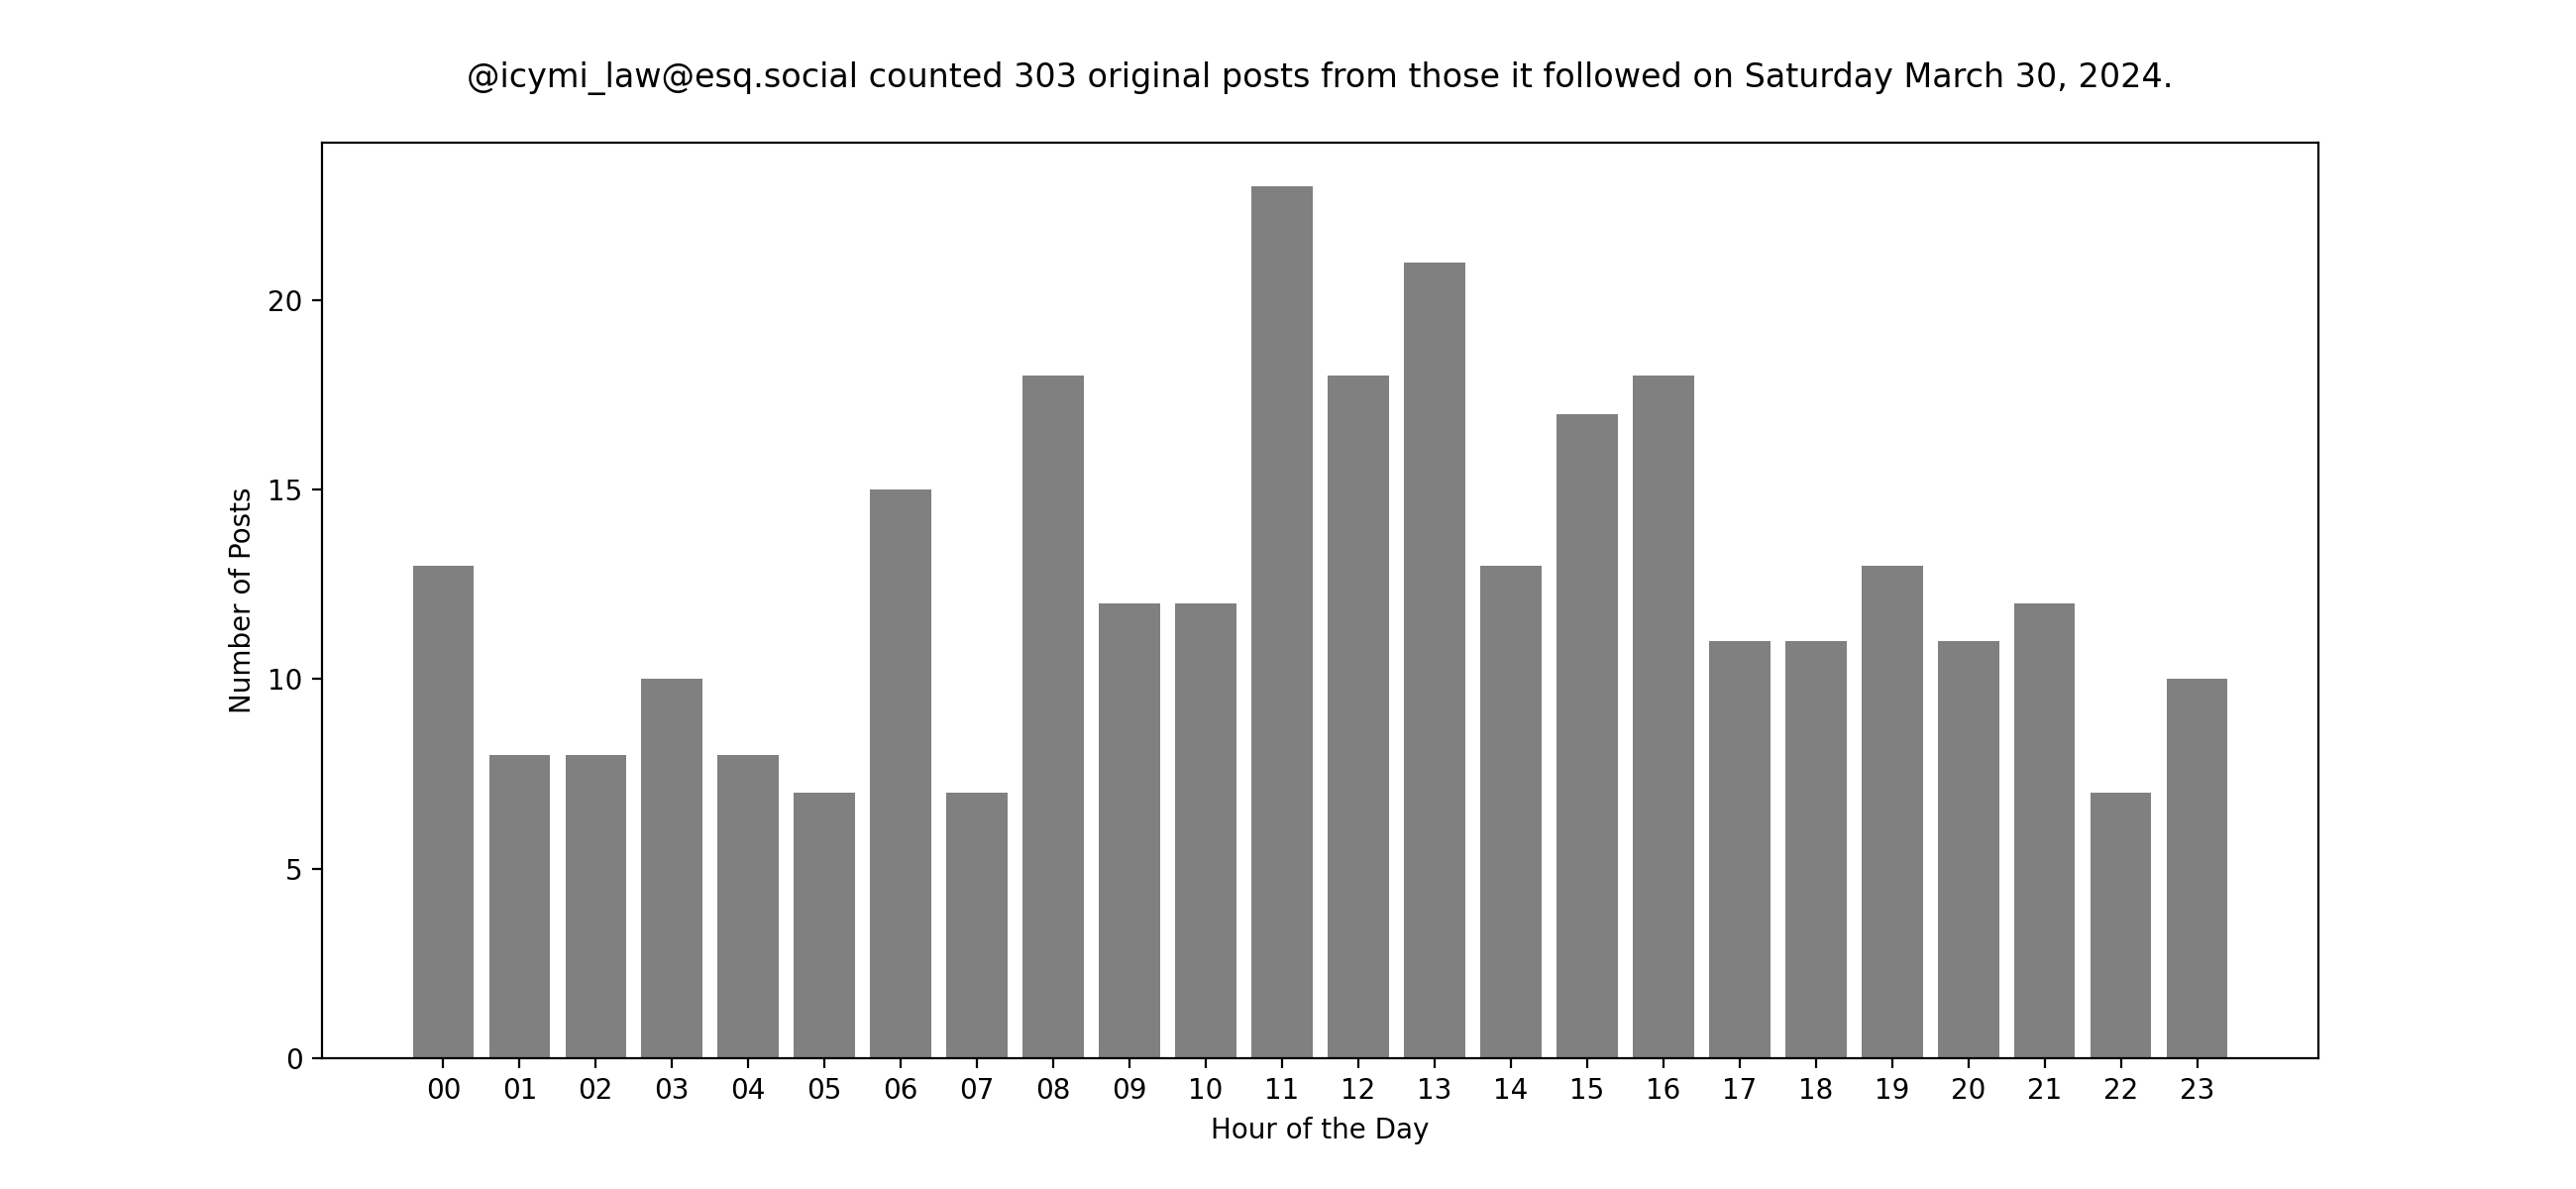 @icymi_law@esq.social counted 303 original posts from those it followed on Saturday March 30, 2024.
Number of Posts
20
15
10
5
0
00 01 02 03 04 05 06 07 08 09 10 11 12 13 14 15 16 17 18 19 20 21 22 23
Hour of the Day